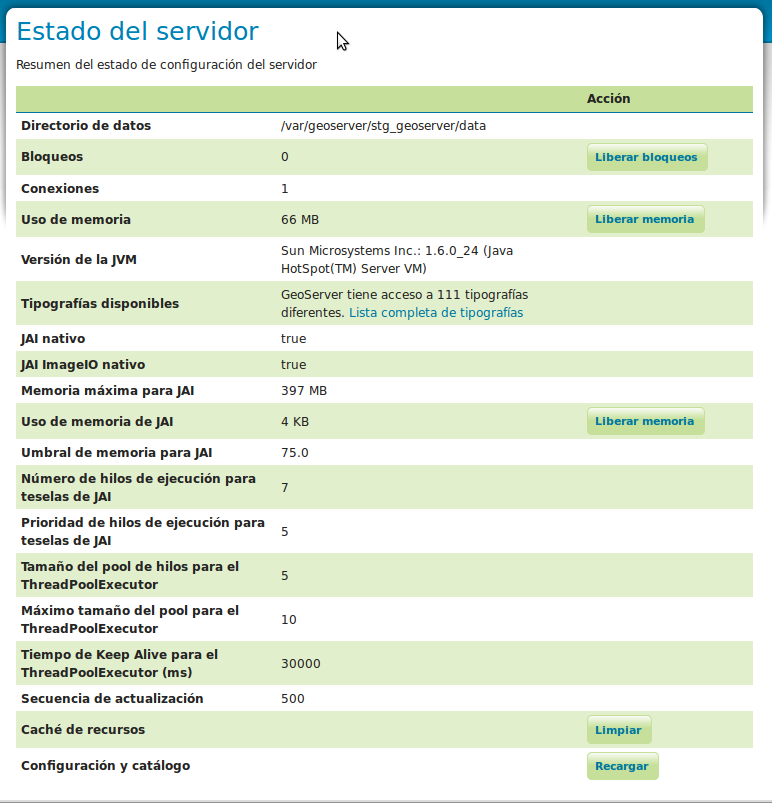 Estado del servidor
Resumen del estado de configuración del servidor
Acción
Directorio de datos /var/geoserver/stg_geoserver/data
Bloqueos 0 Liberar bloqueos
Conexiones 1
Uso de memoria 66 MB Liberar memoria
Versión de la JVM Sun Microsystems Inc.: 1.6.0_24 (Java
HotSpot(TM) Server VM)
Tipografías disponibles GeoServer tiene acceso a 111 tipografías
diferentes. Lista completa de tipografías
JAI nativo true
JAI ImageIO nativo true
Memoria máxima para JAI 397 MB
Uso de memoria de JAI 4 KB Liberar memoria
Umbral de memoria para JAI 75.0
Número de hilos de ejecución para
teselas de JAI 7
Prioridad de hilos de ejecución para
teselas de JAI 5
Tamaño del pool de hilos para el
ThreadPoolExecutor 5
Máximo tamaño del pool para el
ThreadPoolExecutor 10
Tiempo de Keep Alive para el
ThreadPoolExecutor (ms) 30000
Secuencia de actualización 500
Caché de recursos Limpiar
Configuración y catálogo Recargar